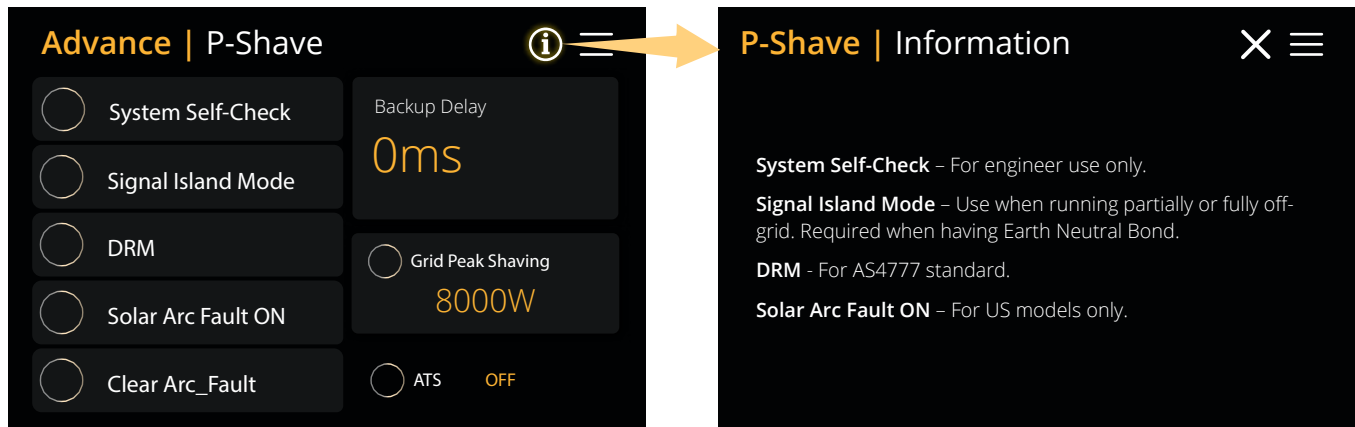 Advance | P-Shave
System Self-Check
Signal Island Mode
DRM
Solar Arc Fault ON
Clear Arc_Fault
Backup Delay
0ms
Grid Peak Shaving
8000W
ATS OFF
P-Shave | Information
System Self-Check – For engineer use only.
Signal Island Mode – Use when running partially or fully off-
grid. Required when having Earth Neutral Bond.
DRM - For AS4777 standard.
Solar Arc Fault ON – For US models only.